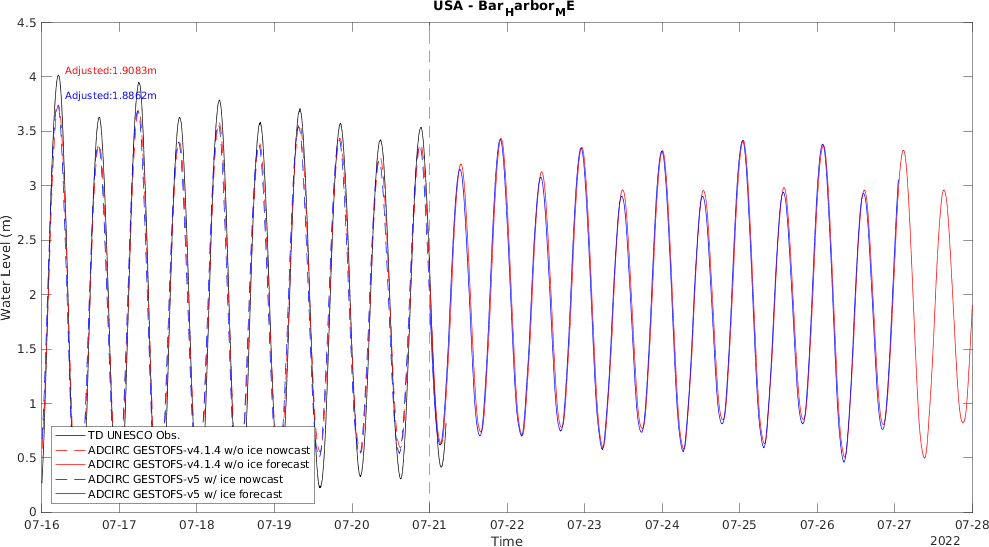 USA - BarHarborME
4.5
4
3.5
3
2.5
2
1.5
1
0.5
0
Water Level (m)
Adjusted:1.9083m
Adjusted:1.8862m
TD UNESCO Obs.
ADCIRC GESTOFS-v4.1.4 w/o ice nowcast
ADCIRC GESTOFS-v4.1.4 w/o ice forecast
ADCIRC GESTOFS-v5 w/ ice nowcast
ADCIRC GESTOFS-v5 w/ ice forecast
07-16 07-17 07-18 07-19 07-20 07-21 07-22 07-23 07-24 07-25 07-26 07-27 07-28
Time
2022